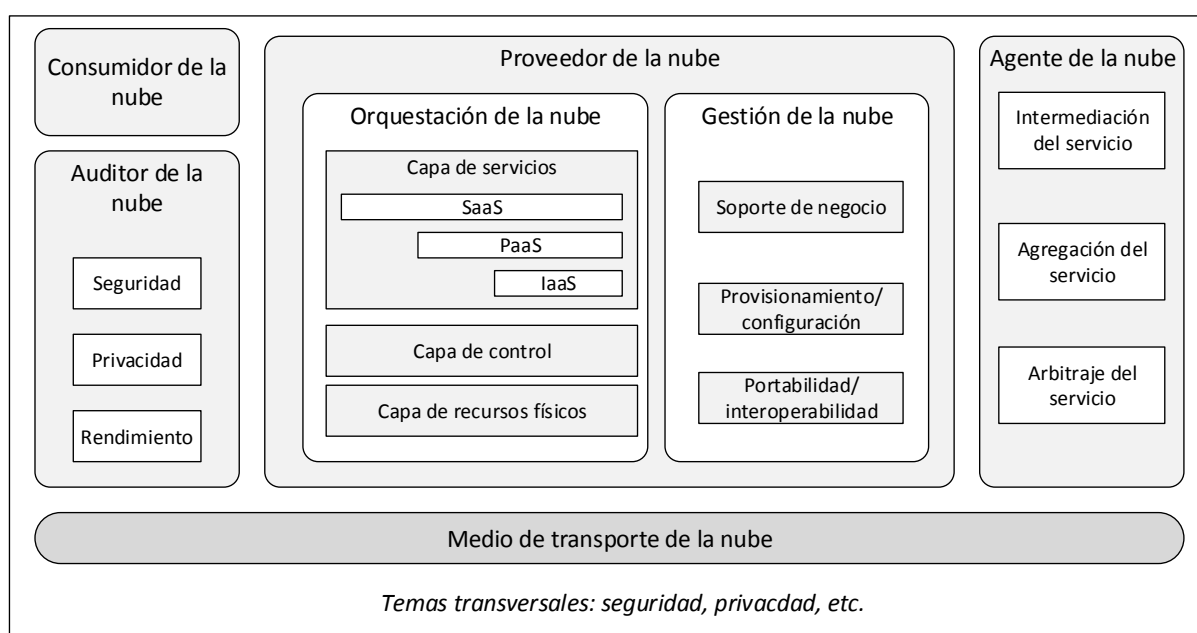 Consumidor de la
nube
Auditor de la
nube
Seguridad
Privacidad
Rendimiento
Proveedor de la nube
Orquestación de la nube
Capa de servicios
SaaS
PaaS
IaaS
Capa de control
Capa de recursos físicos
Gestión de la nube
Soporte de negocio
Provisionamiento/
configuración
Portabilidad/
interoperabilidad
Agente de la nube
Intermediación
del servicio
Agregación del
servicio
Arbitraje del
servicio
Medio de transporte de la nube
Temas transversales: seguridad, privacdad, etc.